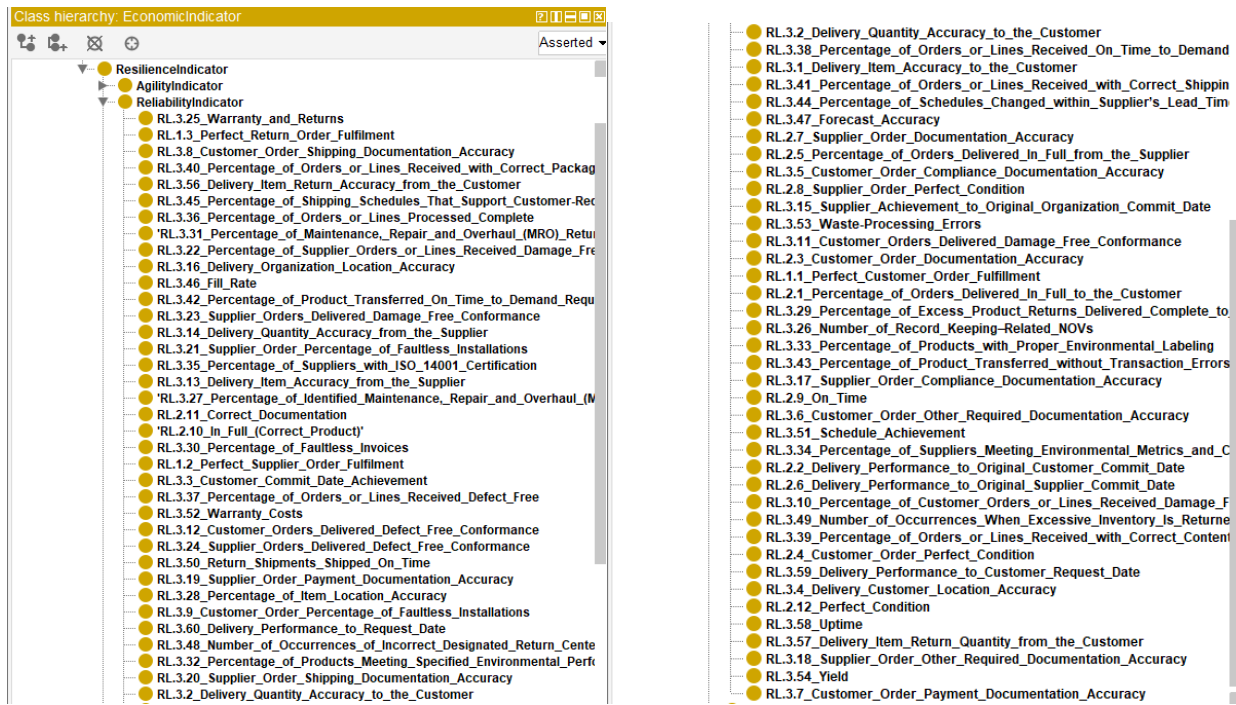 Class hierarchy: EconomicIndicator
Asserted
ResilienceIndicator
AgilityIndicator
ReliabilityIndicator
RL.3.25_Warranty_and_Returns
RL.1.3_Perfect_Return_Order_Fulfilment
RL.3.8_Customer_Order_Shipping_Documentation_Accuracy
RL.3.40_Percentage_of_Orders_or_Lines_Received_with_Correct_Packag
RL.3.56_Delivery_Item_Return_Accuracy_from_the_Customer
RL.3.45_Percentage_of_Shipping_Schedules_That_Support_Customer-Rec
RL.3.36_Percentage_of_Orders_or_Lines_Processed_Complete
'RL.3.31_Percentage_of_Maintenance,_Repair_and_Overhaul_(MRO)_Retur
RL.3.22_Percentage_of_Supplier_Orders_or_Lines_Received_Damage_Fre
RL.3.16_Delivery_Organization_Location_Accuracy
RL.3.46_Fill_Rate
RL.3.42_Percentage_of_Product_Transferred_On_Time_to_Demand_Requ
RL.3.23_Supplier_Orders_Delivered_Damage_Free_Conformance
RL.3.14_Delivery_Quantity_Accuracy_from_the_Supplier
RL.3.21_Supplier_Order_Percentage_of_Faultless_Installations
RL.3.35_Percentage_of_Suppliers_with_ISO_14001_Certification
RL.3.13_Delivery_Item_Accuracy_from_the_Supplier
'RL.3.27_Percentage_of_Identified_Maintenance,_Repair_and_Overhaul_(M
RL.2.11_Correct_Documentation
'RL.2.10_In_Full_(Correct_Product)'
RL.3.30_Percentage_of_Faultless_Invoices
RL.1.2_Perfect_Supplier_Order_Fulfilment
RL.3.3_Customer_Commit_Date_Achievement
RL.3.37_Percentage_of_Orders_or_Lines_Received_Defect_Free
RL.3.52_Warranty_Costs
RL.3.12_Customer_Orders_Delivered_Defect_Free_Conformance
RL.3.24_Supplier_Orders_Delivered_Defect_Free_Conformance
RL.3.50_Return_Shipments_Shipped_On_Time
RL.3.19_Supplier_Order_Payment_Documentation_Accuracy
RL.3.28_Percentage_of_Item_Location_Accuracy
RL.3.9_Customer_Order_Percentage_of_Faultless_Installations
RL.3.60_Delivery_Performance_to_Request_Date
RL.3.48_Number_of_Occurrences_of_Incorrect_Designated_Return_Cente
RL.3.32_Percentage_of_Products_Meeting_Specified_Environmental_Perfo
RL.3.20_Supplier_Order_Shipping_Documentation_Accuracy
RL.3.2_Delivery_Quantity_Accuracy_to_the_Customer
RL.3.2_Delivery_Quantity_Accuracy_to_the_Customer
RL.3.38_Percentage_of_Orders_or_Lines_Received_On_Time_to_Demand
RL.3.1_Delivery_Item_Accuracy_to_the_Customer
RL.3.41_Percentage_of_Orders_or_Lines_Received_with_Correct_Shippin
RL.3.44_Percentage_of_Schedules_Changed_within_Supplier’s_Lead_Tim
RL.3.47_Forecast_Accuracy
RL.2.7_Supplier_Order_Documentation_Accuracy
RL.2.5_Percentage_of_Orders_Delivered_In_Full_from_the_Supplier
RL.3.5_Customer_Order_Compliance_Documentation_Accuracy
RL.2.8_Supplier_Order_Perfect_Condition
RL.3.15_Supplier_Achievement_to_Original_Organization_Commit_Date
RL.3.53_Waste-Processing_Errors
RL.3.11_Customer_Orders_Delivered_Damage_Free_Conformance
RL.2.3_Customer_Order_Documentation_Accuracy
RL.1.1_Perfect_Customer_Order_Fulfillment
RL.2.1_Percentage_of_Orders_Delivered_In_Full_to_the_Customer
RL.3.29_Percentage_of_Excess_Product_Returns_Delivered_Complete_to_
RL.3.26_Number_of_Record_Keeping–Related_NOVs
RL.3.33_Percentage_of_Products_with_Proper_Environmental_Labeling
RL.3.43_Percentage_of_Product_Transferred_without_Transaction_Errors
RL.3.17_Supplier_Order_Compliance_Documentation_Accuracy
RL.2.9_On_Time
RL.3.6_Customer_Order_Other_Required_Documentation_Accuracy
RL.3.51_Schedule_Achievement
RL.3.34_Percentage_of_Suppliers_Meeting_Environmental_Metrics_and_C
RL.2.2_Delivery_Performance_to_Original_Customer_Commit_Date
RL.2.6_Delivery_Performance_to_Original_Supplier_Commit_Date
RL.3.10_Percentage_of_Customer_Orders_or_Lines_Received_Damage_F
RL.3.49_Number_of_Occurrences_When_Excessive_Inventory_Is_Returne
RL.3.39_Percentage_of_Orders_or_Lines_Received_with_Correct_Content
RL.2.4_Customer_Order_Perfect_Condition
RL.3.59_Delivery_Performance_to_Customer_Request_Date
RL.3.4_Delivery_Customer_Location_Accuracy
RL.2.12_Perfect_Condition
RL.3.58_Uptime
RL.3.57_Delivery_Item_Return_Quantity_from_the_Customer
RL.3.18_Supplier_Order_Other_Required_Documentation_Accuracy
RL.3.54_Yield
RL.3.7_Customer_Order_Payment_Documentation_Accuracy